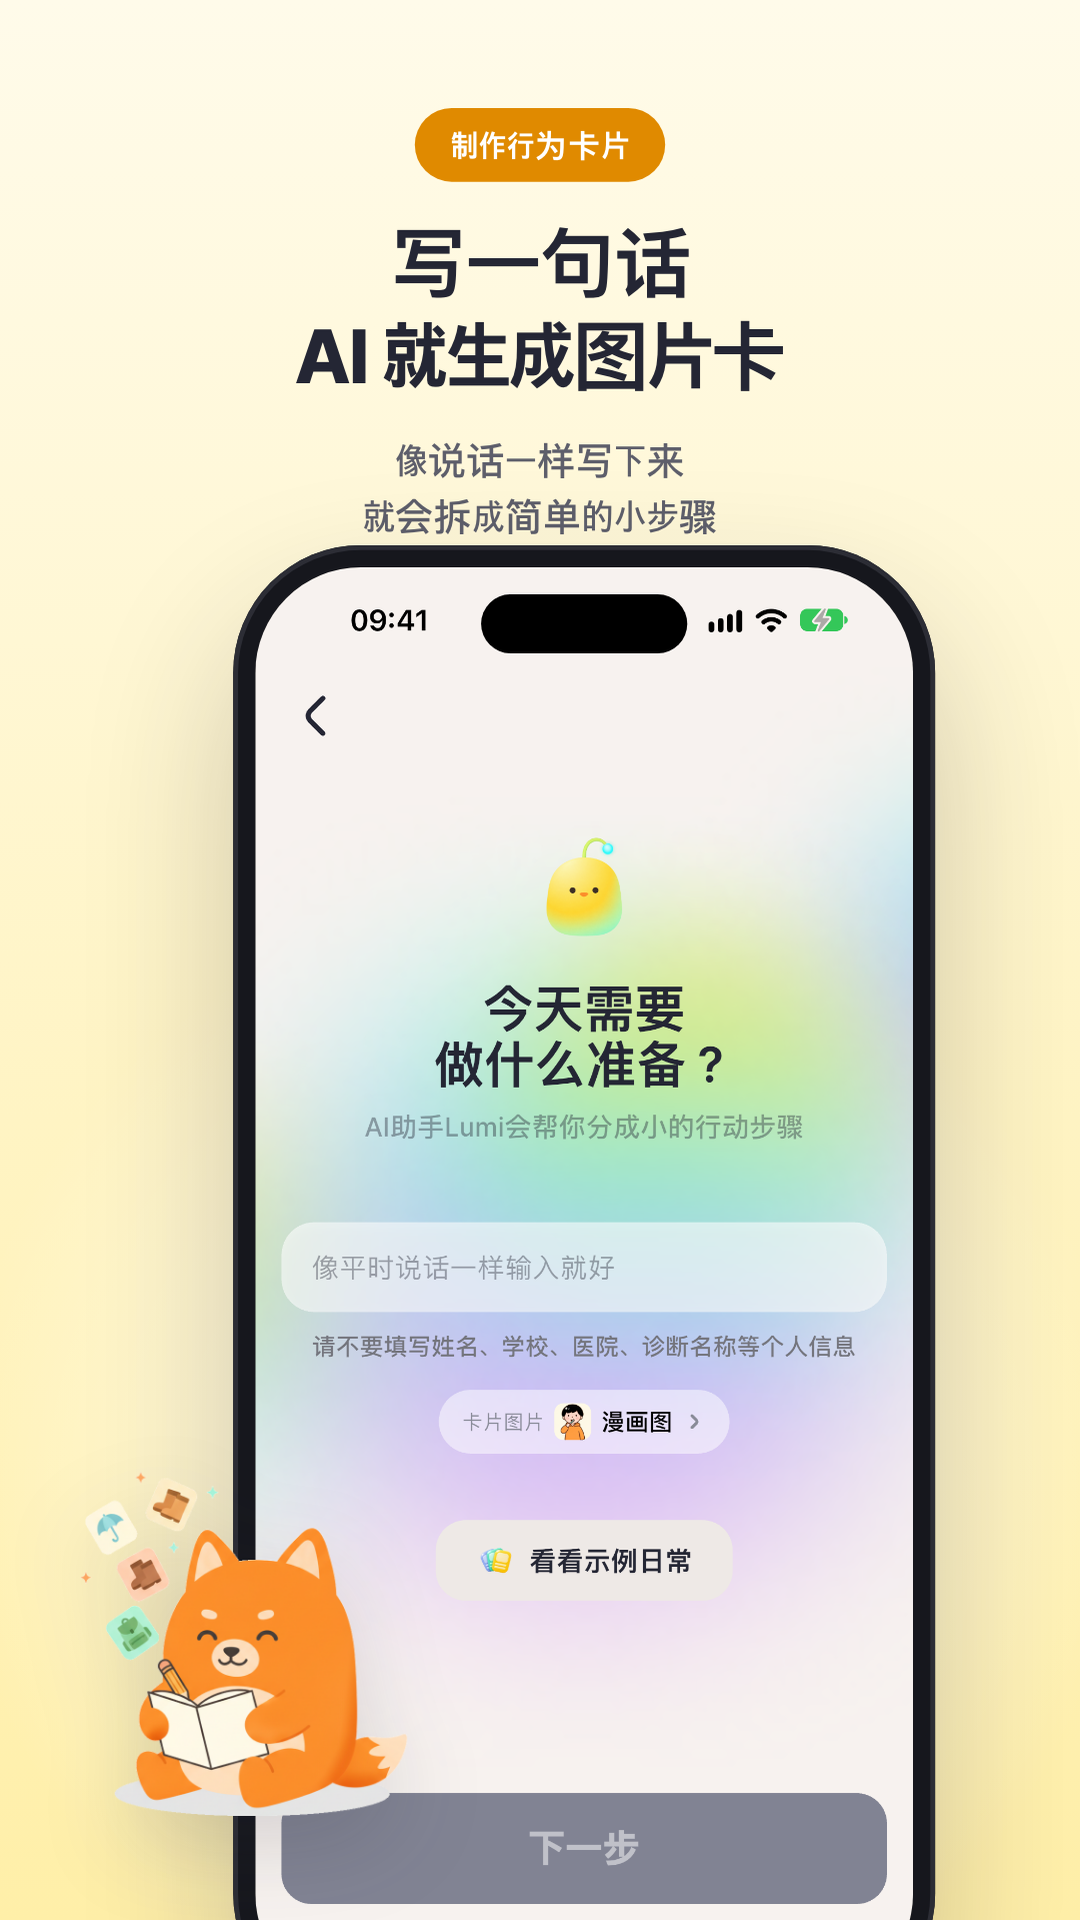 制作行为卡片
写一句话
AI 就生成图片卡
像说话一样写下来
就会拆成简单的小步骤
09:41
今天需要
做什么准备？
AI助手Lumi会帮你分成小的行动步骤
像平时说话一样输入就好
请不要填写姓名、学校、医院、诊断名称等个人信息
卡片图片 漫画图
看看示例日常
下一步